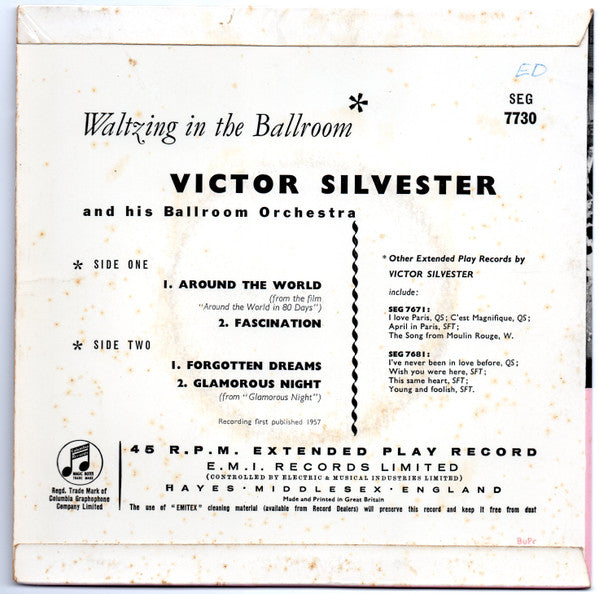 ED
SEG
7730
Waltzing in the Ballroom *
VICTOR SILVESTER
and his Ballroom Orchestra
* SIDE ONE
1. AROUND THE WORLD
(from the film
"Around the World in 80 Days")
2. FASCINATION
* SIDE TWO
1. FORGOTTEN DREAMS
2. GLAMOROUS NIGHT
(from "Glamorous Night")
Recording first published 1957
* Other Extended Play Records by
VICTOR SILVESTER
include:
SEG 7671:
I love Paris, QS; C'est Magnifique, QS;
April in Paris, SFT;
The Song from Moulin Rouge, W.
SEG 7681:
I've never been in love before, QS;
Wish you were here, SFT;
This same heart, SFT;
Young and foolish, SFT.
MAGIC NOTES
TRADE MARK
Regd. Trade Mark of
Columbia Graphophone
Company Limited
45 R.P.M. EXTENDED PLAY RECORD
E.M.I. RECORDS LIMITED
(CONTROLLED BY ELECTRIC & MUSICAL INDUSTRIES LIMITED)
HAYES · MIDDLESEX · ENGLAND
Made and Printed in Great Britain
The use of "EMITEX" cleaning material (available from Record Dealers) will preserve this record and keep it free from dust
BuPr